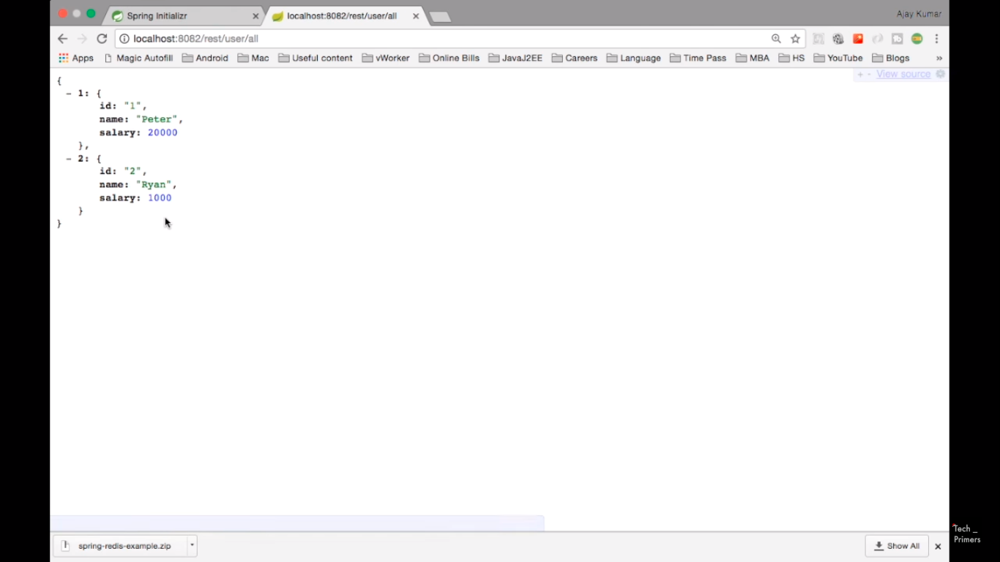 Spring Initializr
localhost:8082/rest/user/all
Ajay Kumar
localhost:8082/rest/user/all
Apps Magic Autofill Android Mac Useful content vWorker Online Bills JavaJ2EE Careers Language Time Pass MBA HS YouTube Blogs »
+ - View source
{
− 1: {
id: "1",
name: "Peter",
salary: 20000
},
− 2: {
id: "2",
name: "Ryan",
salary: 1000
}
}
spring-redis-example.zip
Show All
Tech _
Primers